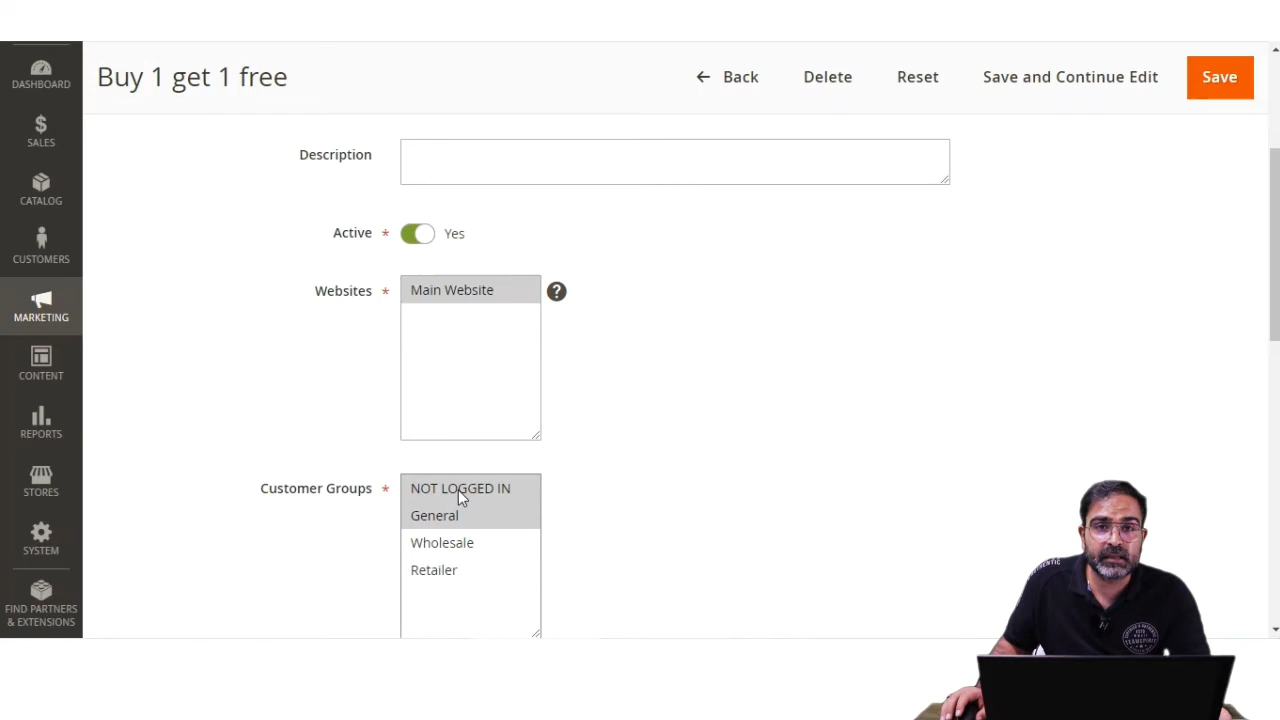 Buy 1 get 1 free
Back
Delete
Reset
Save and Continue Edit
Save
DASHBOARD
SALES
CATALOG
CUSTOMERS
MARKETING
CONTENT
REPORTS
STORES
SYSTEM
FIND PARTNERS
& EXTENSIONS
Description
Active *
Yes
Websites *
Main Website
?
Customer Groups *
NOT LOGGED IN
General
Wholesale
Retailer
TEAMSPIRIT